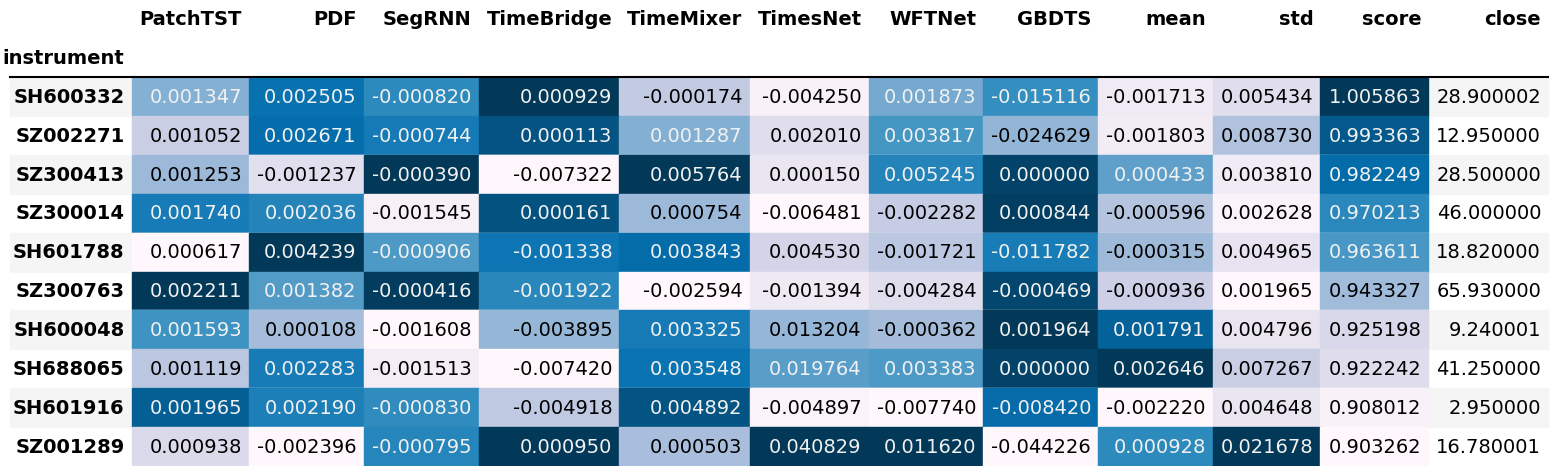 PatchTST PDF SegRNN TimeBridge TimeMixer TimesNet WFTNet GBDTS mean std score close
instrument
SH600332 0.001347 0.002505 -0.000820 0.000929 -0.000174 -0.004250 0.001873 -0.015116 -0.001713 0.005434 1.005863 28.900002
SZ002271 0.001052 0.002671 -0.000744 0.000113 0.001287 0.002010 0.003817 -0.024629 -0.001803 0.008730 0.993363 12.950000
SZ300413 0.001253 -0.001237 -0.000390 -0.007322 0.005764 0.000150 0.005245 0.000000 0.000433 0.003810 0.982249 28.500000
SZ300014 0.001740 0.002036 -0.001545 0.000161 0.000754 -0.006481 -0.002282 0.000844 -0.000596 0.002628 0.970213 46.000000
SH601788 0.000617 0.004239 -0.000906 -0.001338 0.003843 0.004530 -0.001721 -0.011782 -0.000315 0.004965 0.963611 18.820000
SZ300763 0.002211 0.001382 -0.000416 -0.001922 -0.002594 -0.001394 -0.004284 -0.000469 -0.000936 0.001965 0.943327 65.930000
SH600048 0.001593 0.000108 -0.001608 -0.003895 0.003325 0.013204 -0.000362 0.001964 0.001791 0.004796 0.925198 9.240001
SH688065 0.001119 0.002283 -0.001513 -0.007420 0.003548 0.019764 0.003383 0.000000 0.002646 0.007267 0.922242 41.250000
SH601916 0.001965 0.002190 -0.000830 -0.004918 0.004892 -0.004897 -0.007740 -0.008420 -0.002220 0.004648 0.908012 2.950000
SZ001289 0.000938 -0.002396 -0.000795 0.000950 0.000503 0.040829 0.011620 -0.044226 0.000928 0.021678 0.903262 16.780001